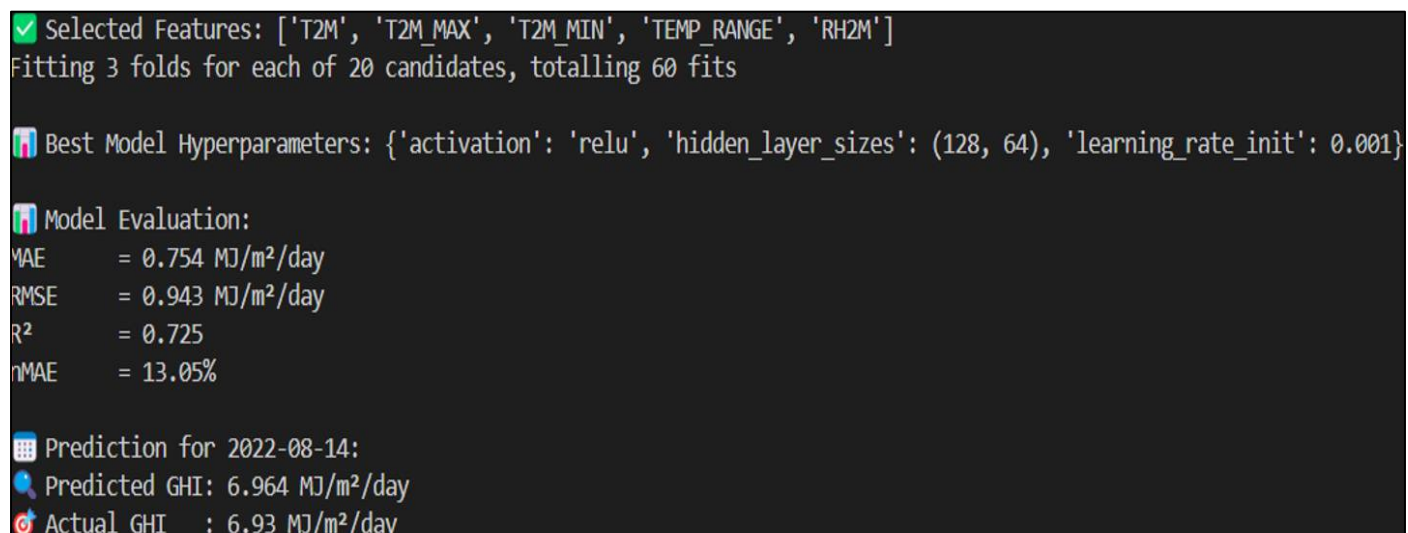 ✅ Selected Features: ['T2M', 'T2M_MAX', 'T2M_MIN', 'TEMP_RANGE', 'RH2M']
Fitting 3 folds for each of 20 candidates, totalling 60 fits
📊 Best Model Hyperparameters: {'activation': 'relu', 'hidden_layer_sizes': (128, 64), 'learning_rate_init': 0.001}
📊 Model Evaluation:
MAE = 0.754 MJ/m²/day
RMSE = 0.943 MJ/m²/day
R² = 0.725
nMAE = 13.05%
📅 Prediction for 2022-08-14:
🔍 Predicted GHI: 6.964 MJ/m²/day
🎯 Actual GHI : 6.93 MJ/m²/day